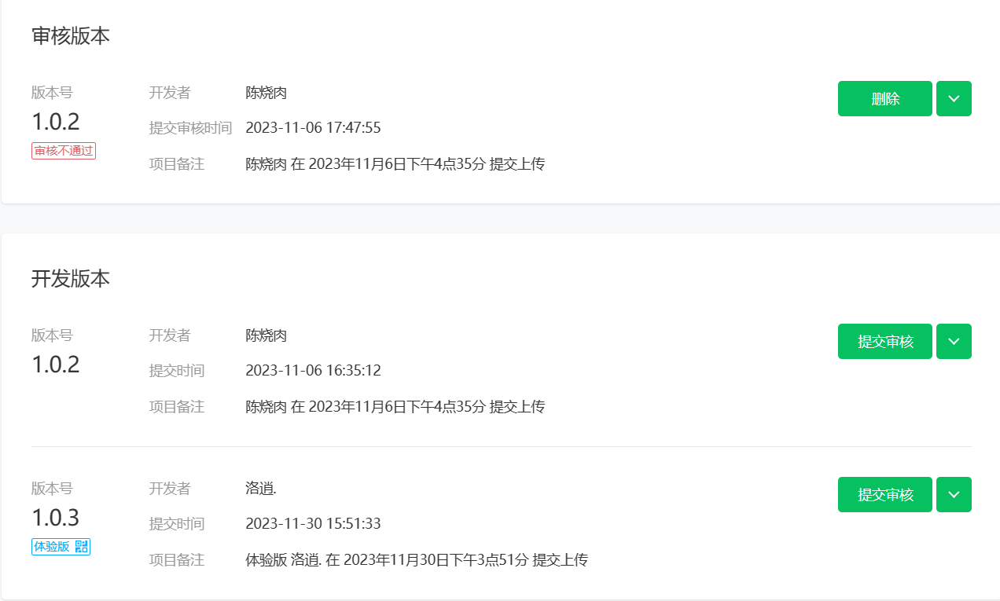 审核版本
版本号 开发者 陈烧肉 删除
1.0.2 提交审核时间 2023-11-06 17:47:55
审核不通过
项目备注 陈烧肉 在 2023年11月6日下午4点35分 提交上传
开发版本
版本号 开发者 陈烧肉 提交审核
1.0.2 提交时间 2023-11-06 16:35:12
项目备注 陈烧肉 在 2023年11月6日下午4点35分 提交上传
版本号 开发者 洛逍. 提交审核
1.0.3 提交时间 2023-11-30 15:51:33
体验版
项目备注 体验版 洛逍. 在 2023年11月30日下午3点51分 提交上传